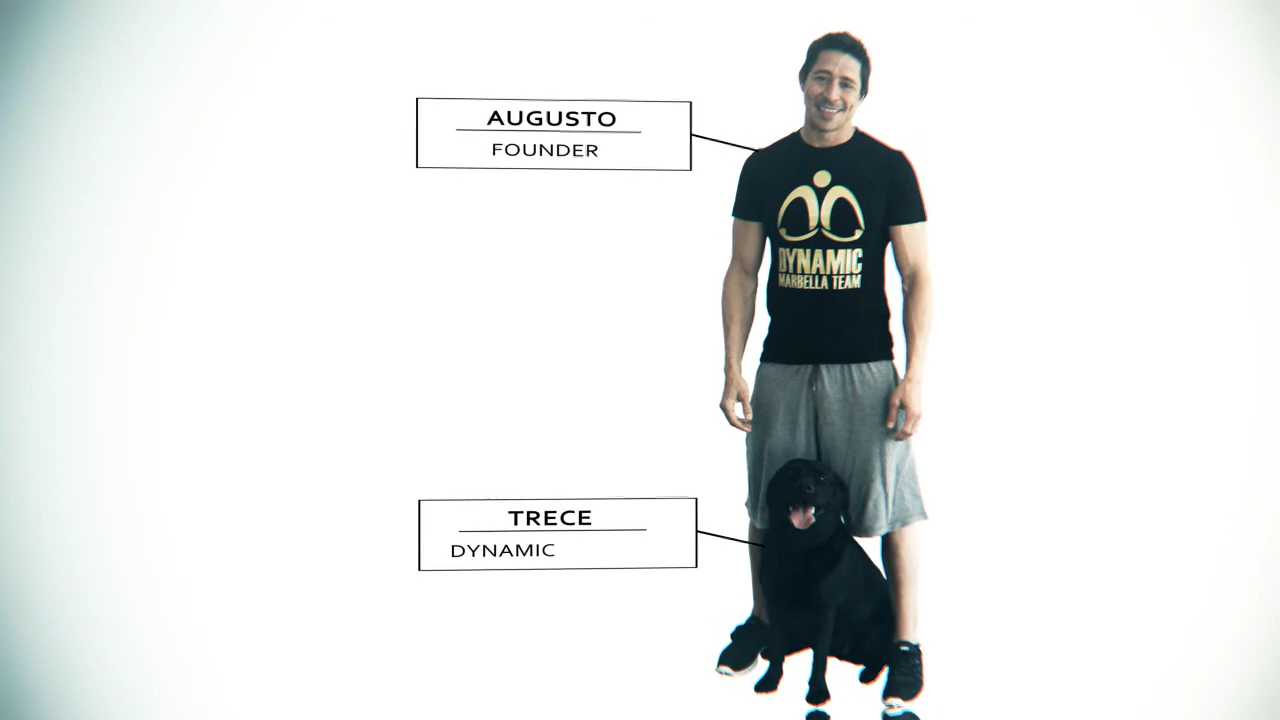 AUGUSTO
FOUNDER
DYNAMIC
MARBELLA TEAM
TRECE
DYNAMIC